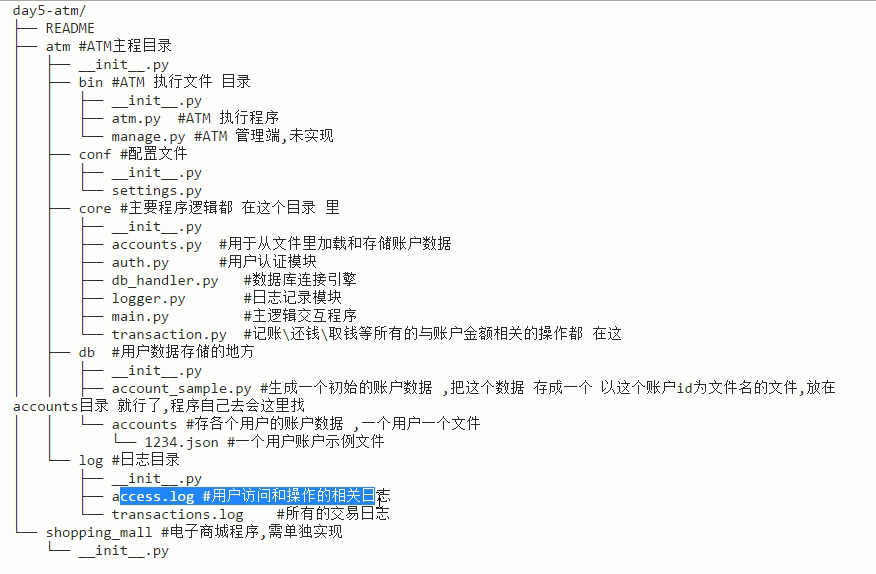 day5-atm/
├── README
├── atm #ATM主程目录
│   ├── __init__.py
│   ├── bin #ATM 执行文件 目录
│   │   ├── __init__.py
│   │   ├── atm.py  #ATM 执行程序
│   │   └── manage.py #ATM 管理端,未实现
│   ├── conf #配置文件
│   │   ├── __init__.py
│   │   └── settings.py
│   ├── core #主要程序逻辑都 在这个目录 里
│   │   ├── __init__.py
│   │   ├── accounts.py  #用于从文件里加载和存储账户数据
│   │   ├── auth.py      #用户认证模块
│   │   ├── db_handler.py   #数据库连接引擎
│   │   ├── logger.py       #日志记录模块
│   │   ├── main.py         #主逻辑交互程序
│   │   └── transaction.py  #记账\还钱\取钱等所有的与账户金额相关的操作都 在这
│   ├── db  #用户数据存储的地方
│   │   ├── __init__.py
│   │   ├── account_sample.py #生成一个初始的账户数据 ,把这个数据 存成一个 以这个账户id为文件名的文件,放在
accounts目录 就行了,程序自己去会这里找
│   │   └── accounts #存各个用户的账户数据 ,一个用户一个文件
│   │       └── 1234.json #一个用户账户示例文件
│   └── log #日志目录
│       ├── __init__.py
│       ├── access.log #用户访问和操作的相关日志
│       └── transactions.log    #所有的交易日志
└── shopping_mall #电子商城程序,需单独实现
    └── __init__.py